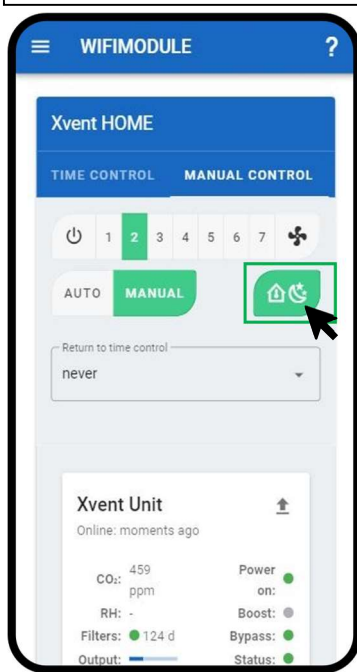 WIFIMODULE ?
Xvent HOME
TIME CONTROL MANUAL CONTROL
1 2 3 4 5 6 7
AUTO MANUAL
Return to time control
never
Xvent Unit
Online: moments ago
CO₂: 459 ppm Power on:
RH: - Boost:
Filters: 124 d Bypass:
Output: Status: